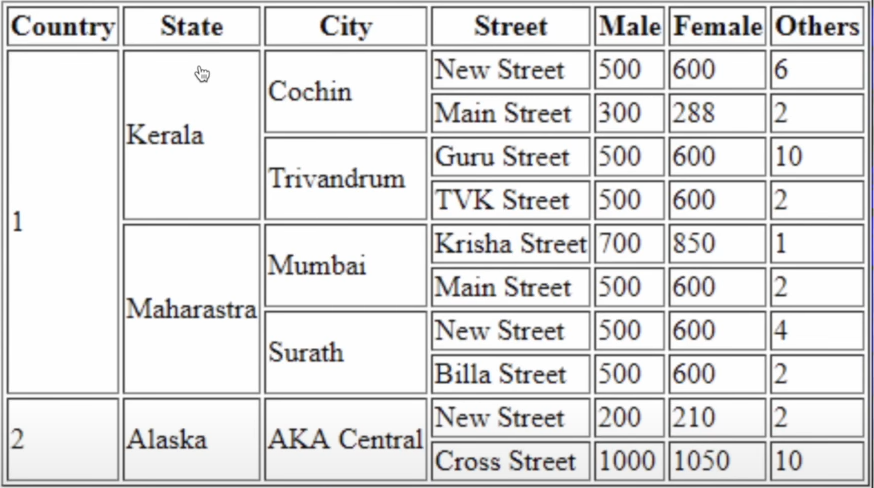 Country State City Street Male Female Others
1 Kerala Cochin New Street 500 600 6
Main Street 300 288 2
Trivandrum Guru Street 500 600 10
TVK Street 500 600 2
Maharastra Mumbai Krisha Street 700 850 1
Main Street 500 600 2
Surath New Street 500 600 4
Billa Street 500 600 2
2 Alaska AKA Central New Street 200 210 2
Cross Street 1000 1050 10